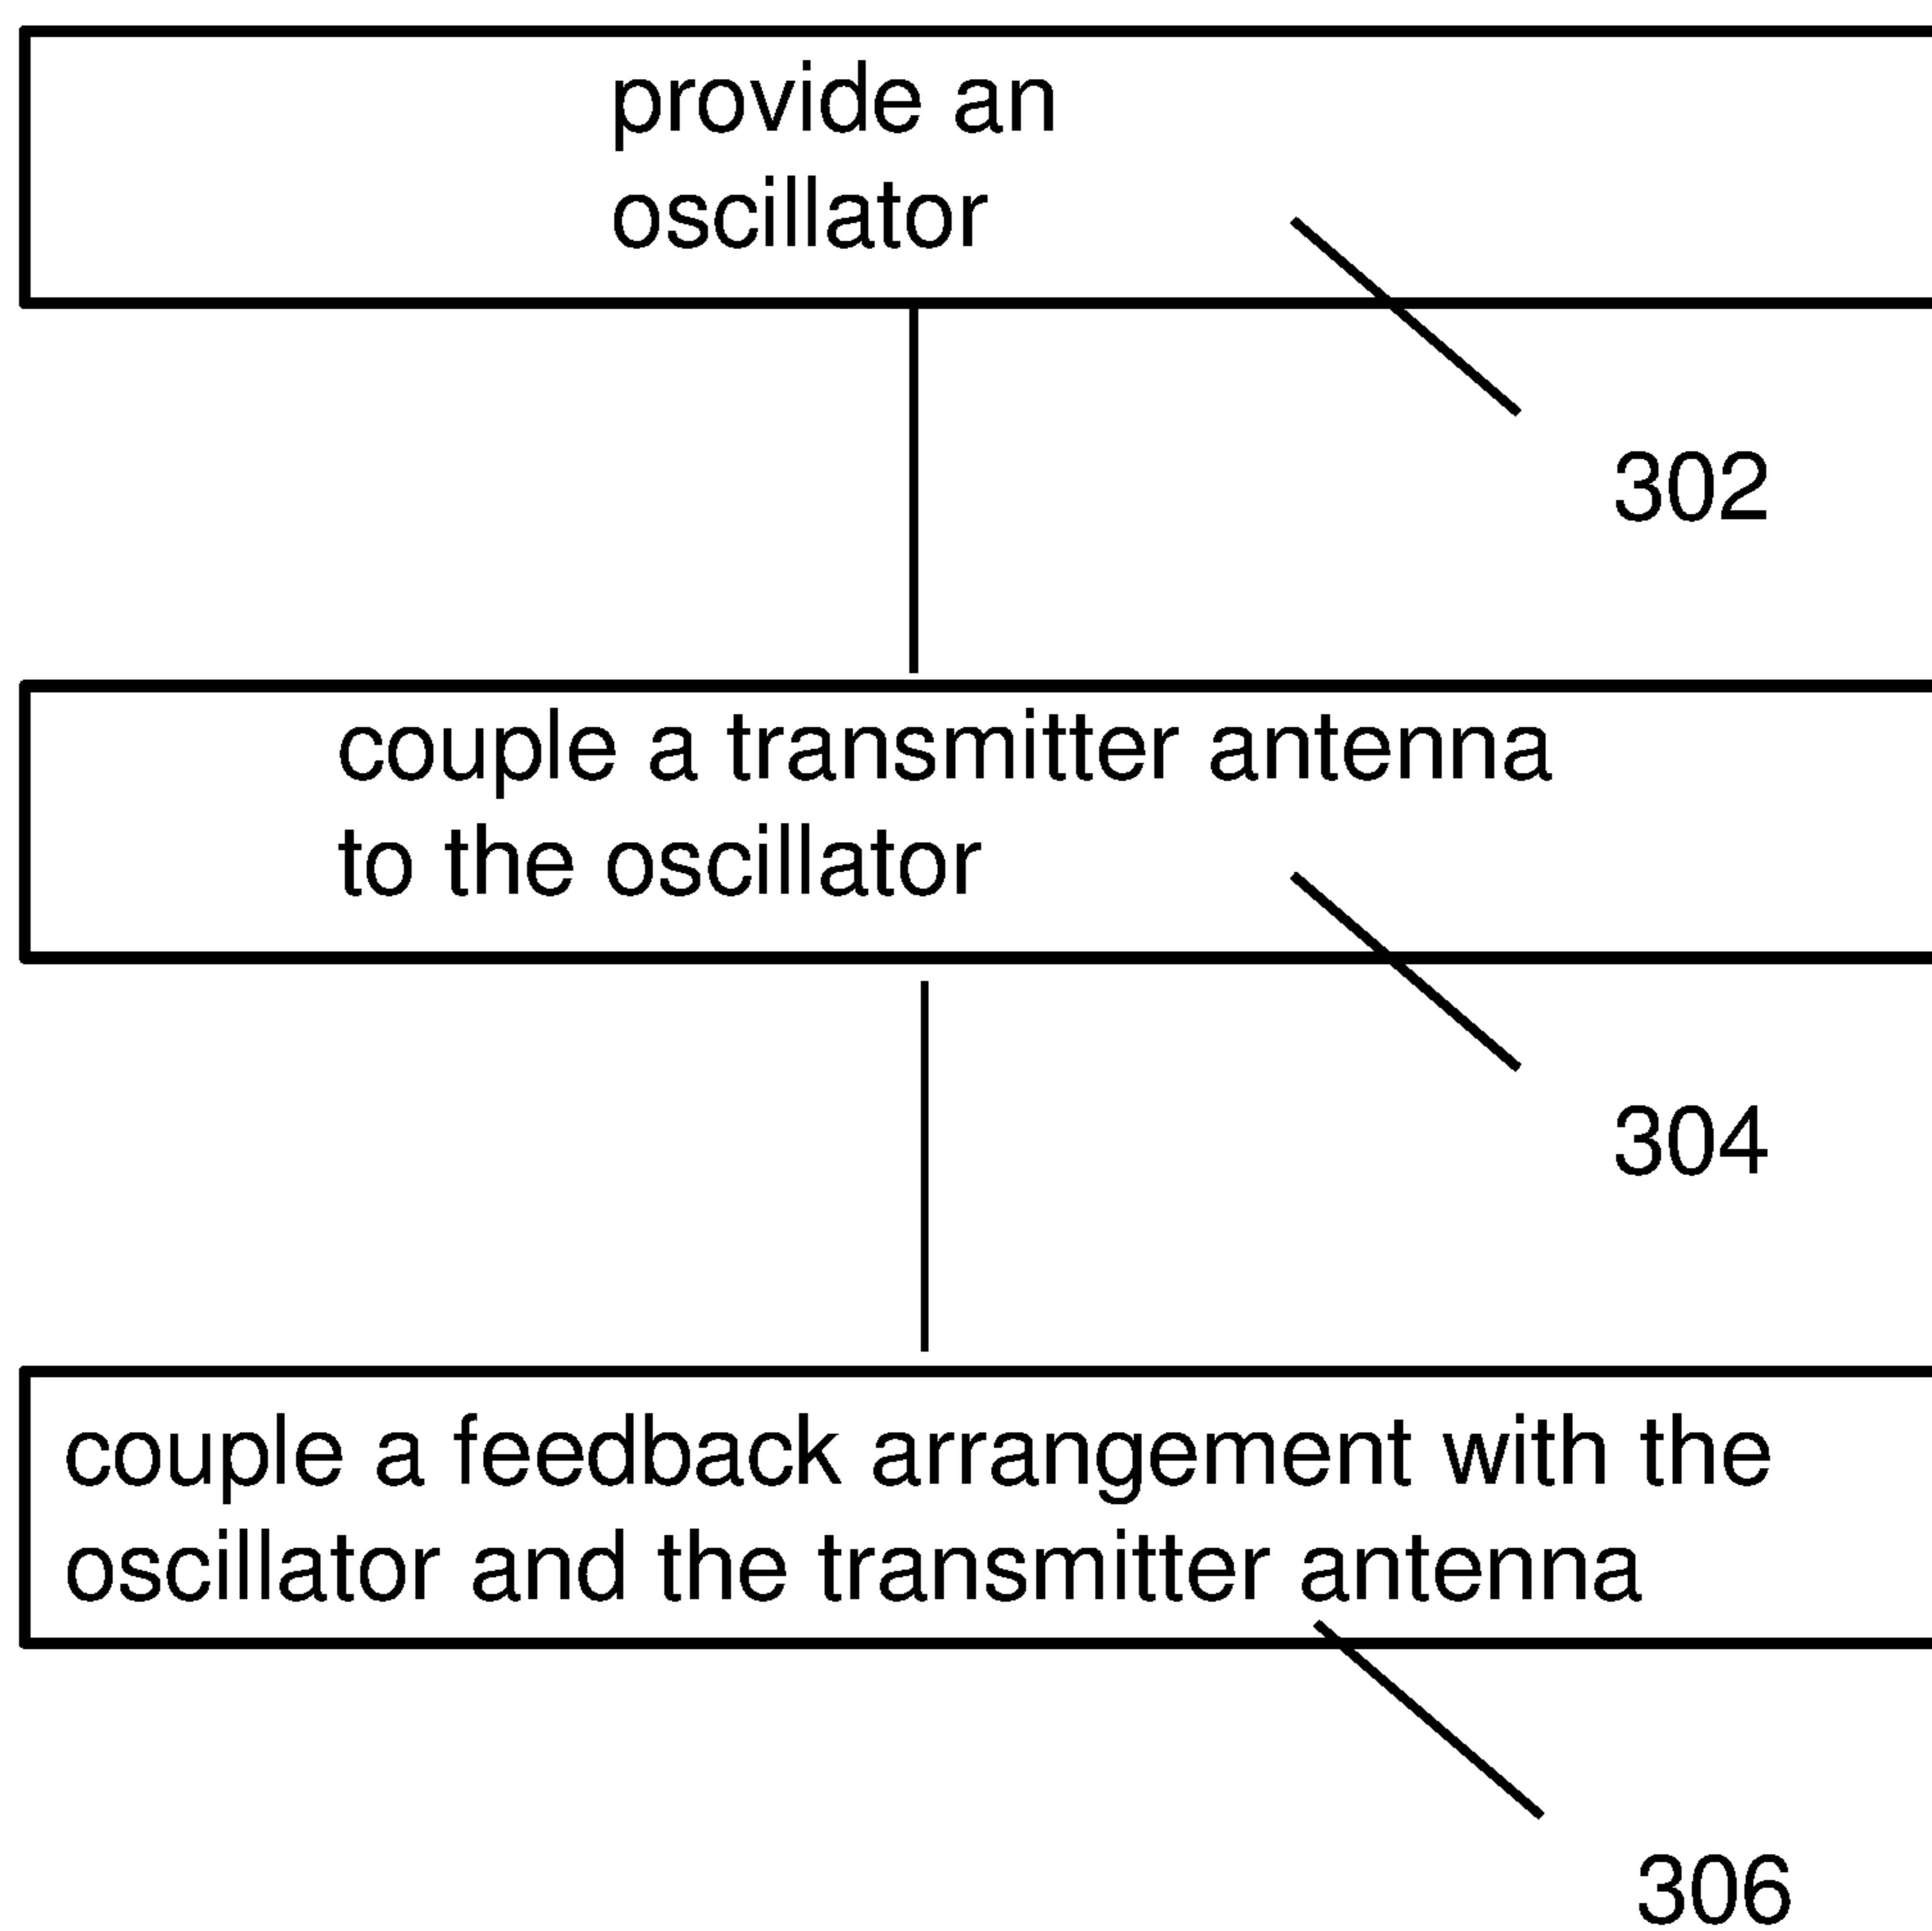 provide an
oscillator
302
couple a transmitter antenna
to the oscillator
304
couple a feedback arrangement with the
oscillator and the transmitter antenna
306